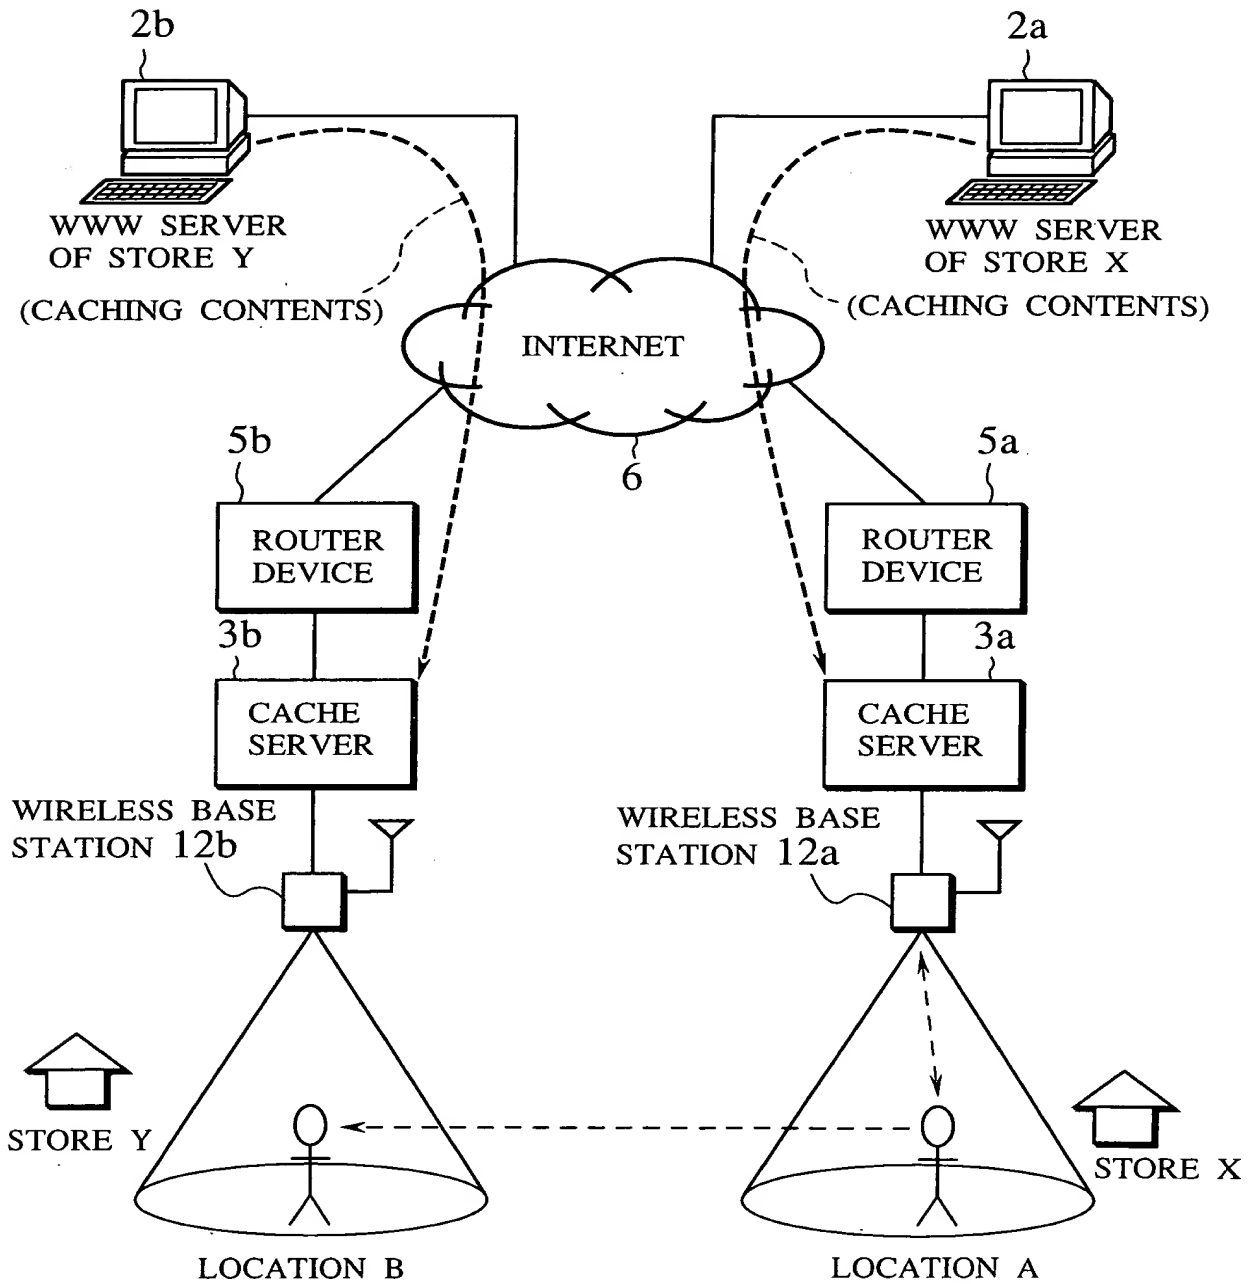 2b
2a
WWW SERVER
OF STORE Y
(CACHING CONTENTS)
WWW SERVER
OF STORE X
(CACHING CONTENTS)
INTERNET
6
5b
5a
ROUTER
DEVICE
ROUTER
DEVICE
3b
3a
CACHE
SERVER
CACHE
SERVER
WIRELESS BASE
STATION 12b
WIRELESS BASE
STATION 12a
STORE Y
STORE X
LOCATION B
LOCATION A